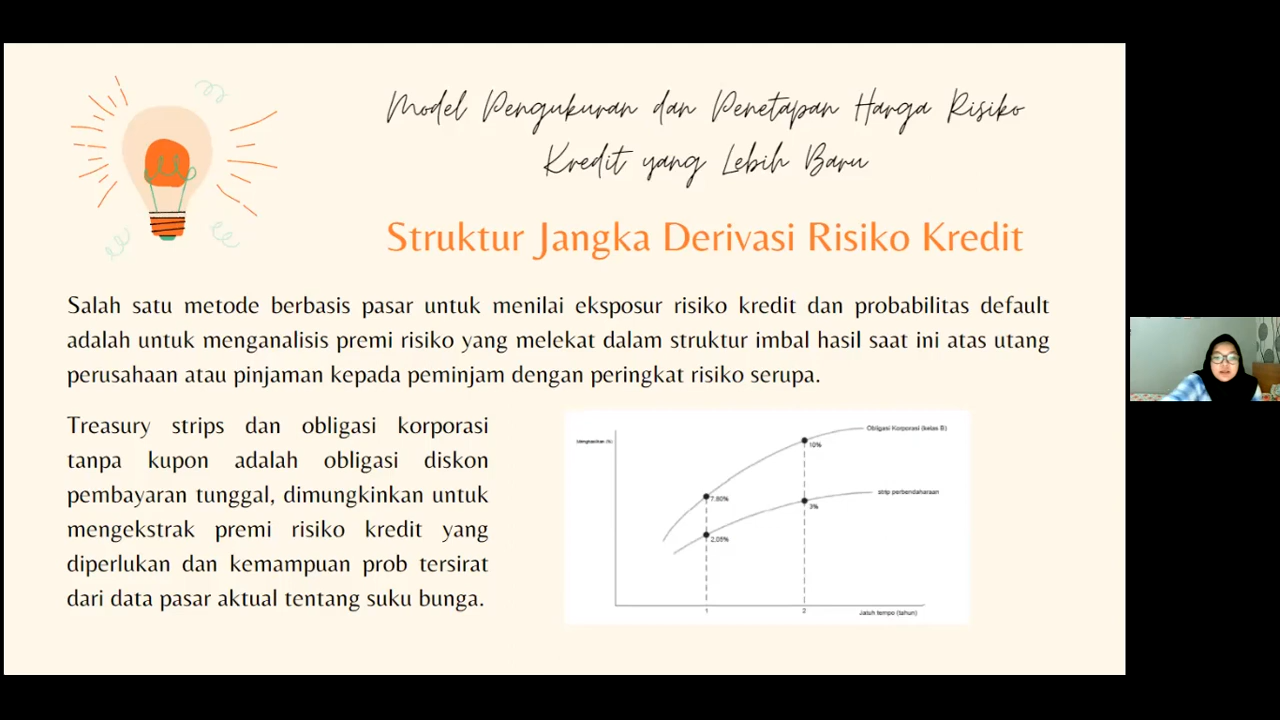 Model Pengukuran dan Penetapan Harga Risiko
Kredit yang Lebih Baru
Struktur Jangka Derivasi Risiko Kredit
Salah satu metode berbasis pasar untuk menilai eksposur risiko kredit dan probabilitas default
adalah untuk menganalisis premi risiko yang melekat dalam struktur imbal hasil saat ini atas utang
perusahaan atau pinjaman kepada peminjam dengan peringkat risiko serupa.
Treasury strips dan obligasi korporasi
tanpa kupon adalah obligasi diskon
pembayaran tunggal, dimungkinkan untuk
mengekstrak premi risiko kredit yang
diperlukan dan kemampuan prob tersirat
dari data pasar aktual tentang suku bunga.
Menghasilkan (%)
Obligasi Korporasi (kelas B)
10%
7,80%
strip perbendaharaan
3%
2,05%
1
2
Jatuh tempo (tahun)